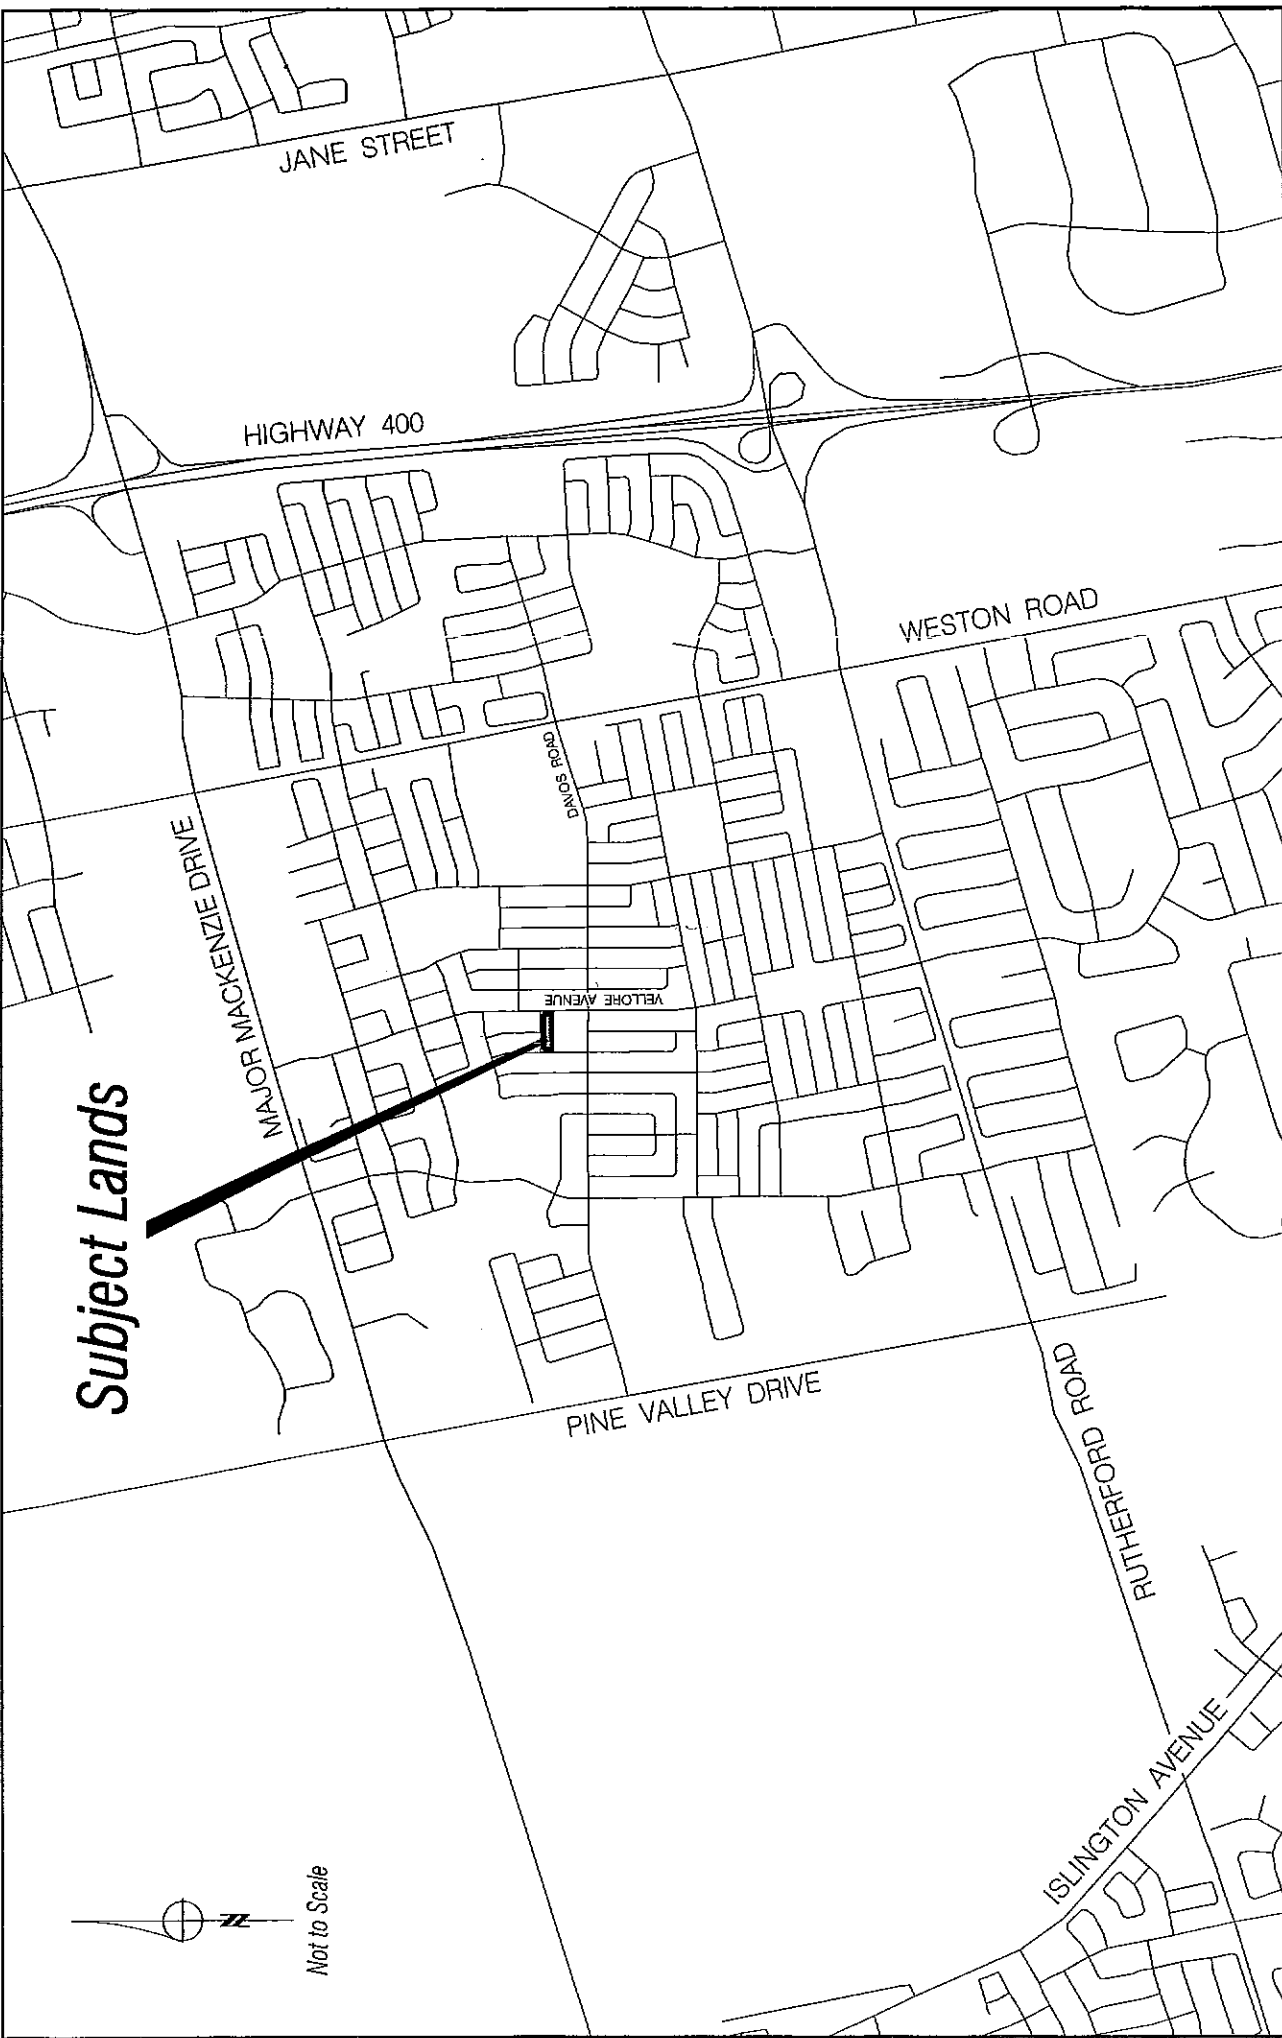 Subject Lands
JANE STREET
HIGHWAY 400
WESTON ROAD
DAVOS ROAD
MAJOR MACKENZIE DRIVE
VELLORE AVENUE
PINE VALLEY DRIVE
RUTHERFORD ROAD
ISLINGTON AVENUE
N
Not to Scale